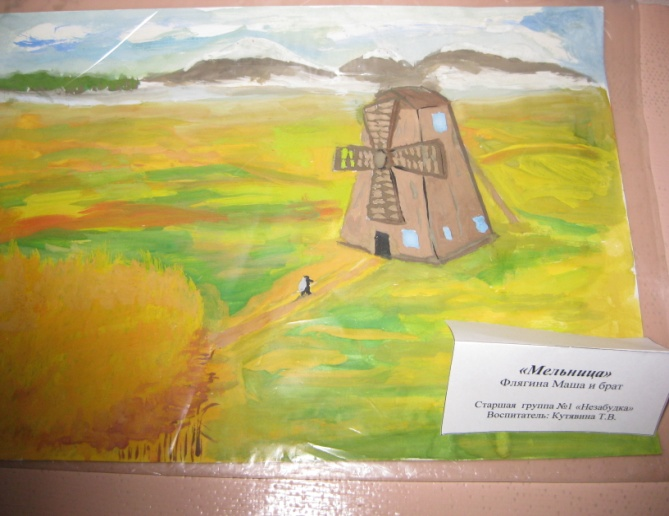 «Мельница»
Флягина Маша и брат
Старшая группа №1 «Незабудка»
Воспитатель: Кутявина Т.В.